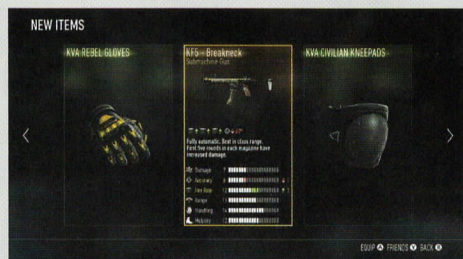 NEW ITEMS
KVA REBEL GLOVES
KF5 - Breakneck
Submachine Gun
KVA CIVILIAN KNEEPADS
Fully automatic. Best in close range.
First five rounds in each magazine have
increased damage.
Damage
Accuracy
Fire Rate
Range
Handling
Mobility
EQUIP A FRIENDS Y BACK B